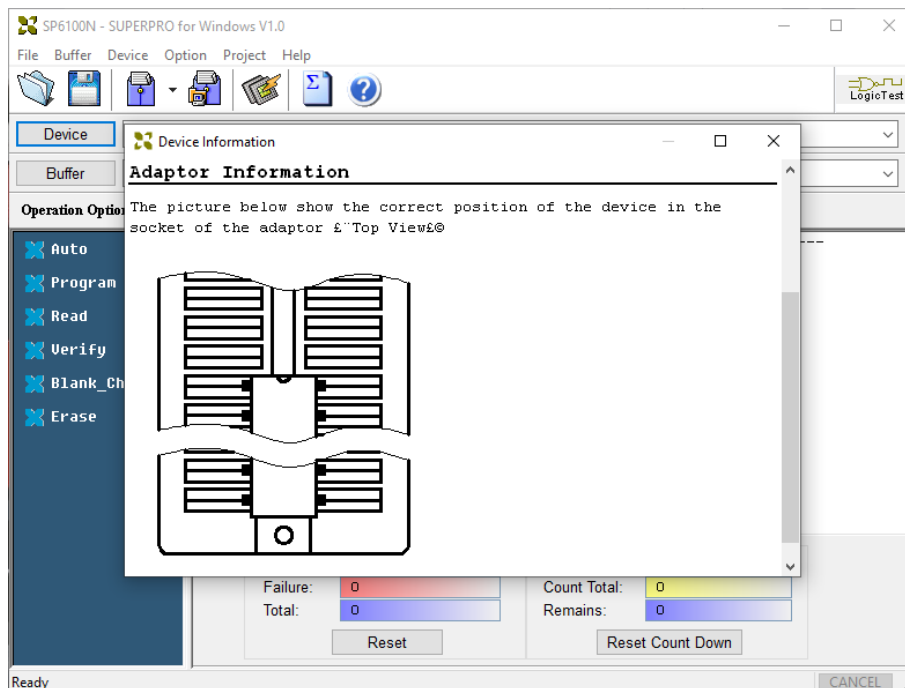 SP6100N - SUPERPRO for Windows V1.0
File Buffer Device Option Project Help
Σ
?
LogicTest
Device
Buffer
Device Information
Adaptor Information
The picture below show the correct position of the device in the
socket of the adaptor £¨Top View£©
Auto
Program
Read
Verify
Erase
Failure: 0 Count Total: 0
Total: 0 Remains: 0
Reset Reset Count Down
Ready CANCEL